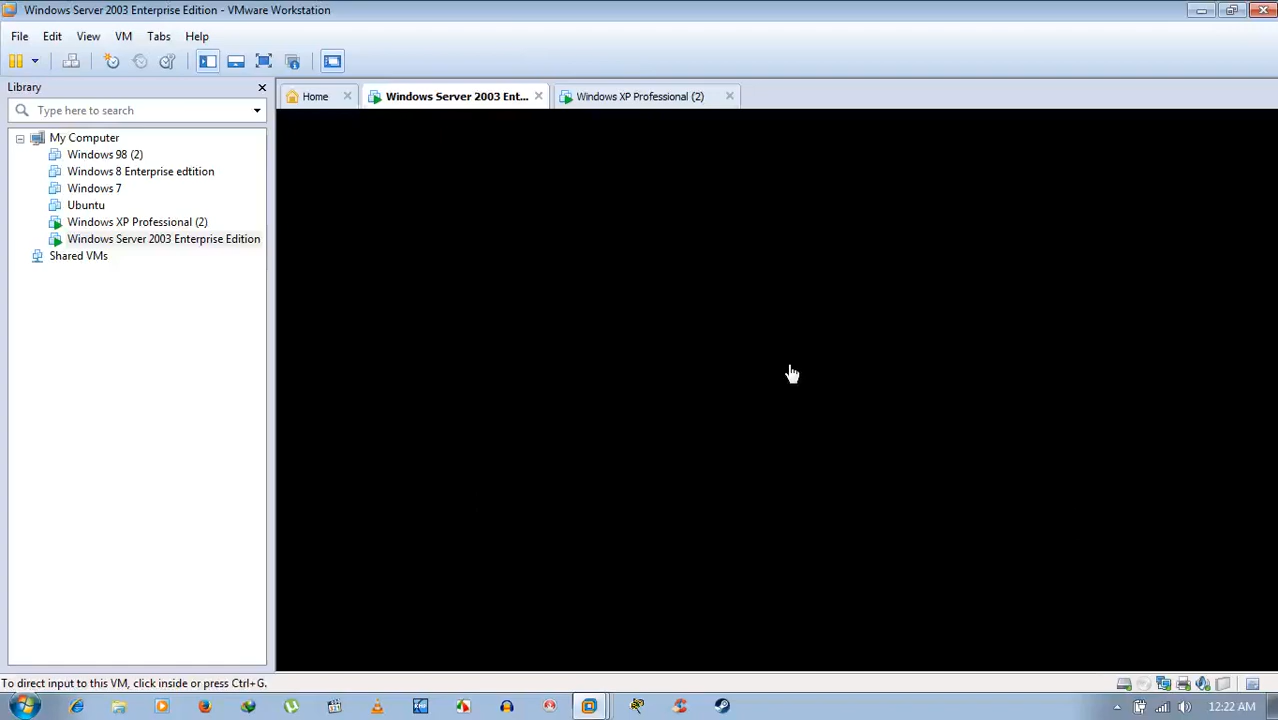 Windows Server 2003 Enterprise Edition - VMware Workstation
File Edit View VM Tabs Help
Library
Type here to search
Home
Windows Server 2003 Ent...
Windows XP Professional (2)
My Computer
Windows 98 (2)
Windows 8 Enterprise edtition
Windows 7
Ubuntu
Windows XP Professional (2)
Windows Server 2003 Enterprise Edition
Shared VMs
To direct input to this VM, click inside or press Ctrl+G.
12:22 AM